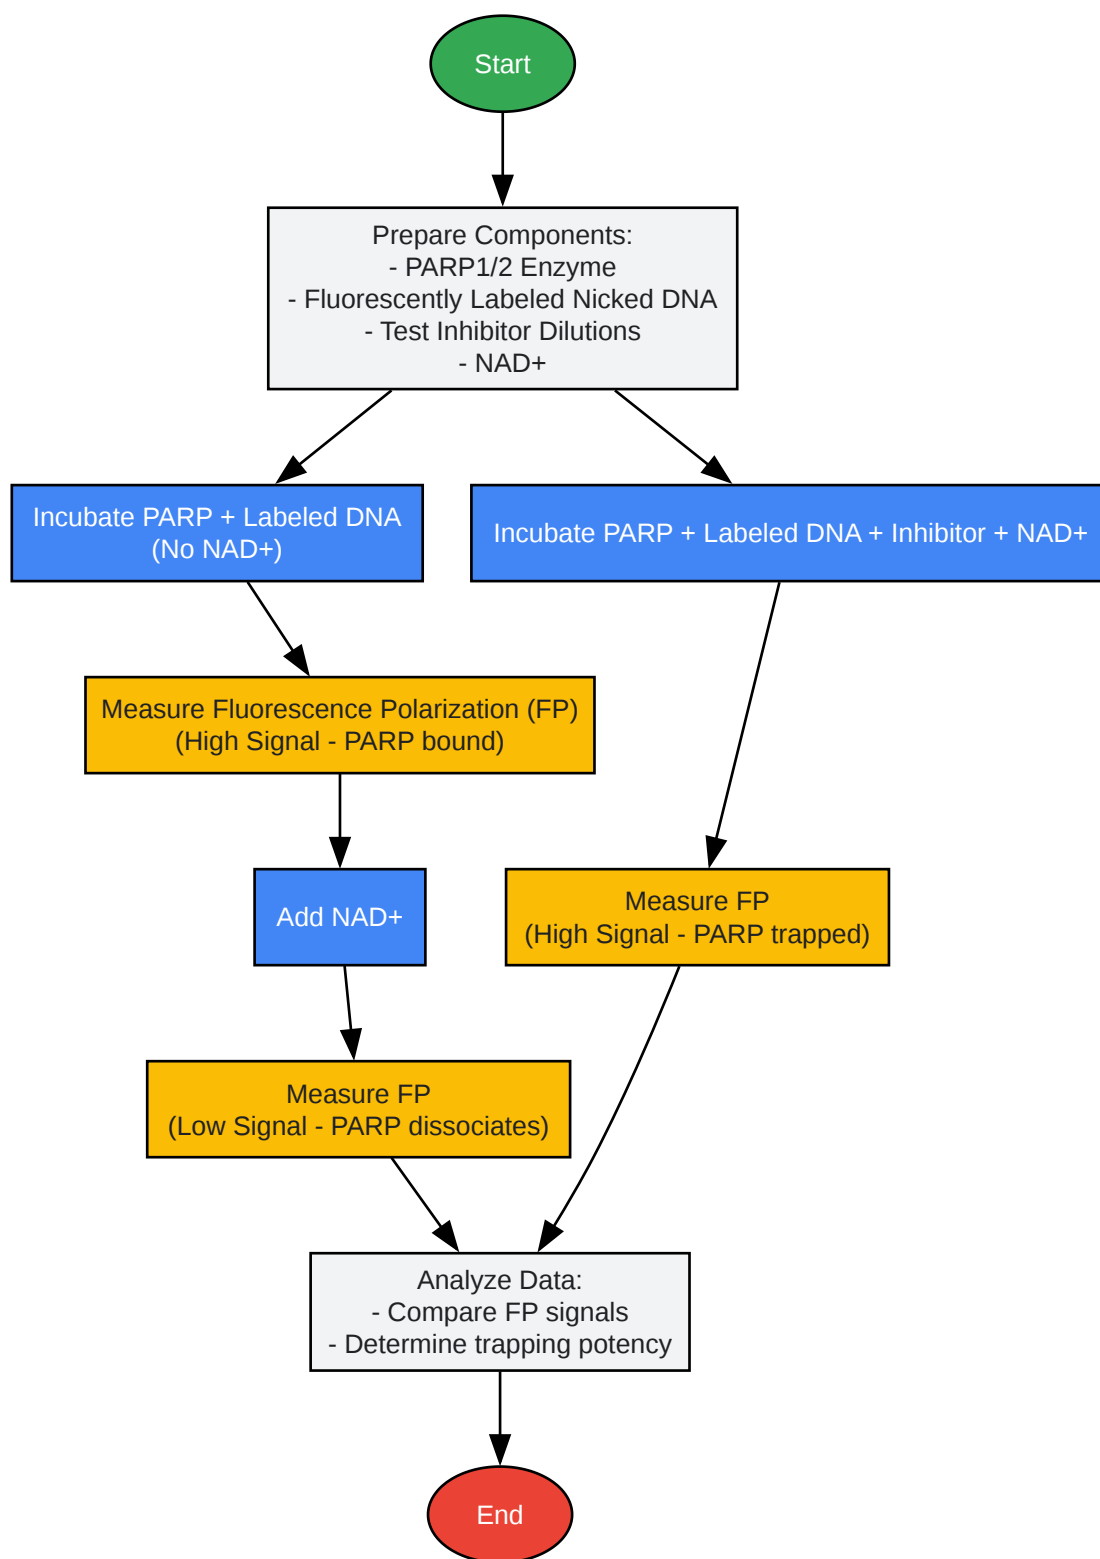 Start
Prepare Components:
- PARP1/2 Enzyme
- Fluorescently Labeled Nicked DNA
- Test Inhibitor Dilutions
- NAD+
Incubate PARP + Labeled DNA
(No NAD+)
Incubate PARP + Labeled DNA + Inhibitor + NAD+
Measure Fluorescence Polarization (FP)
(High Signal - PARP bound)
Add NAD+
Measure FP
(High Signal - PARP trapped)
Measure FP
(Low Signal - PARP dissociates)
Analyze Data:
- Compare FP signals
- Determine trapping potency
End